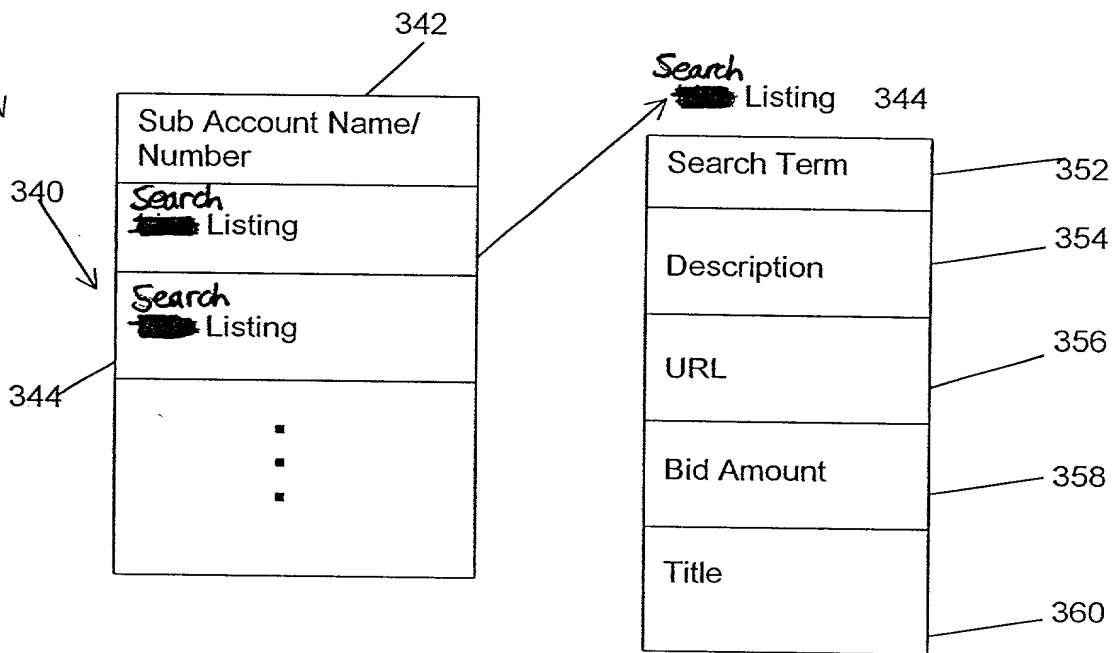 342
Sub Account Name/
Number
340
Search
Listing
Search
Listing
344
Search
Listing 344
Search Term
352
Description
354
URL
356
Bid Amount
358
Title
360